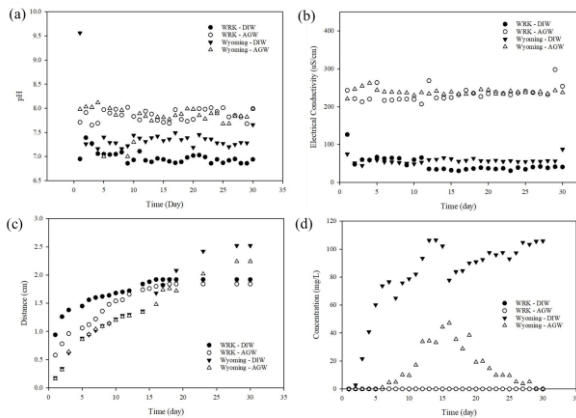 (a)
WRK - DIW
WRK - AGW
Wyoming - DIW
Wyoming - AGW
10.0
9.5
9.0
8.5
8.0
7.5
7.0
6.5
pH
0 5 10 15 20 25 30 35
Time (Day)
(b)
WRK - DIW
WRK - AGW
Wyoming - DIW
Wyoming - AGW
400
300
200
100
0
Electrical Conductivity (uS/cm)
0 5 10 15 20 25 30 35
Time (day)
(c)
3.0
2.5
2.0
1.5
1.0
0.5
0.0
Distance (cm)
WRK - DIW
WRK - AGW
Wyoming - DIW
Wyoming - AGW
0 5 10 15 20 25 30 35
Time (day)
(d)
120
100
80
60
40
20
0
Concentration (mg/L)
WRK - DIW
WRK - AGW
Wyoming - DIW
Wyoming - AGW
0 5 10 15 20 25 30 35
Time (day)